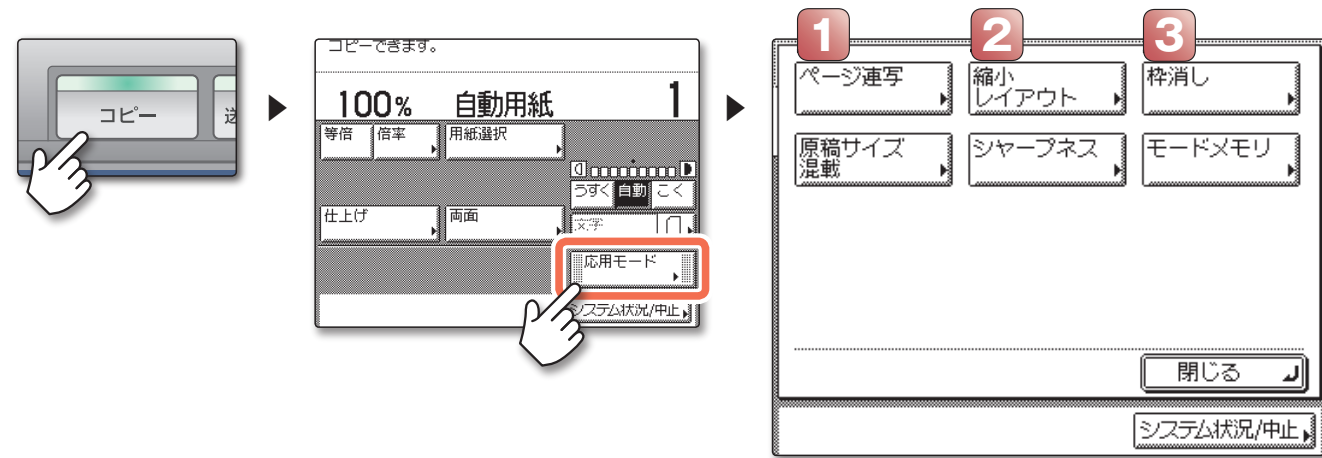 コピー
送
コピーできます。
100% 自動用紙 1
等倍 倍率 用紙選択
うすく 自動 こく
仕上げ 両面
文字
応用モード
システム状況/中止
1 2 3
ページ連写
縮小
レイアウト
枠消し
原稿サイズ
混載
シャープネス
モードメモリ
閉じる
システム状況/中止